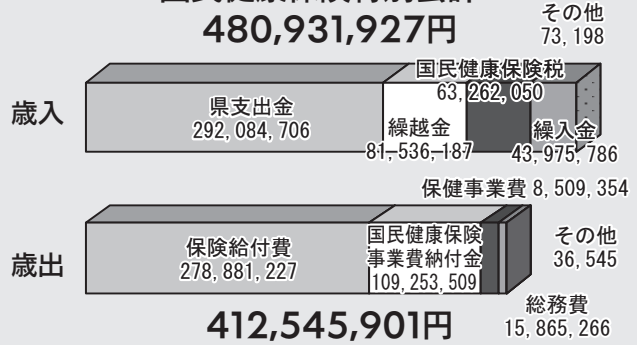 480,931,927円
その他
73,198
歳入
県支出金
292,084,706
繰越金
81,536,187
国民健康保険税
63,262,050
繰入金
43,975,786
保健事業費 8,509,354
歳出
保険給付費
278,881,227
国民健康保険
事業費納付金
109,253,509
その他
36,545
総務費
15,865,266
412,545,901円